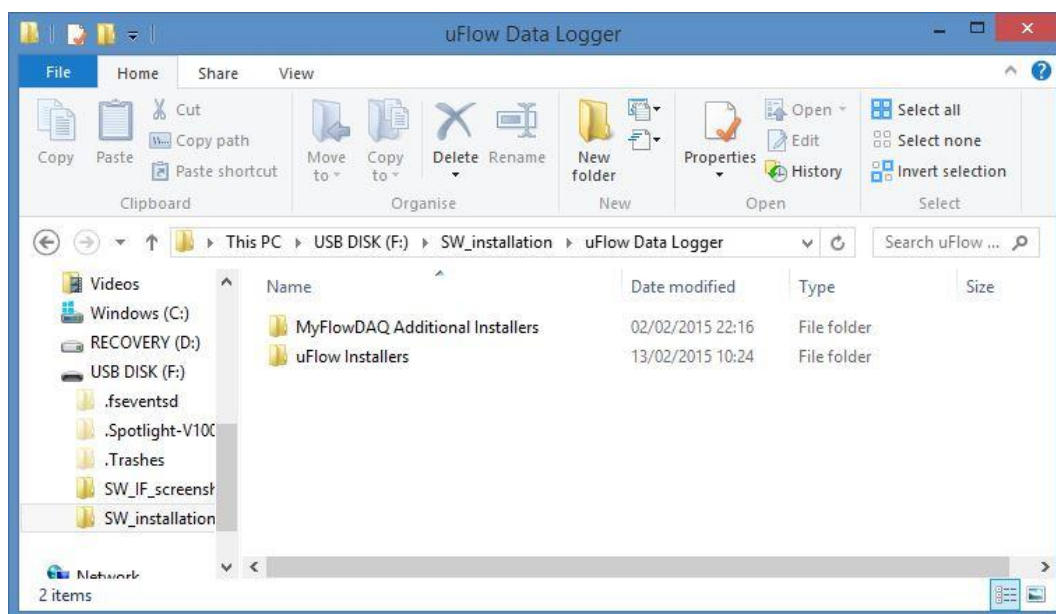 uFlow Data Logger
File Home Share View
Copy
Paste
Cut
Copy path
Paste shortcut
Clipboard
Move to
Copy to
Delete
Rename
Organise
New folder
New
Properties
Open
Edit
History
Open
Select all
Select none
Invert selection
Select
This PC USB DISK (F:) SW_installation uFlow Data Logger
Search uFlow ...
Videos
Windows (C:)
RECOVERY (D:)
USB DISK (F:)
.fseventsd
.Spotlight-V100
.Trashes
SW_IF_screensh
SW_installation
Network
Name Date modified Type Size
MyFlowDAQ Additional Installers 02/02/2015 22:16 File folder
uFlow Installers 13/02/2015 10:24 File folder
2 items